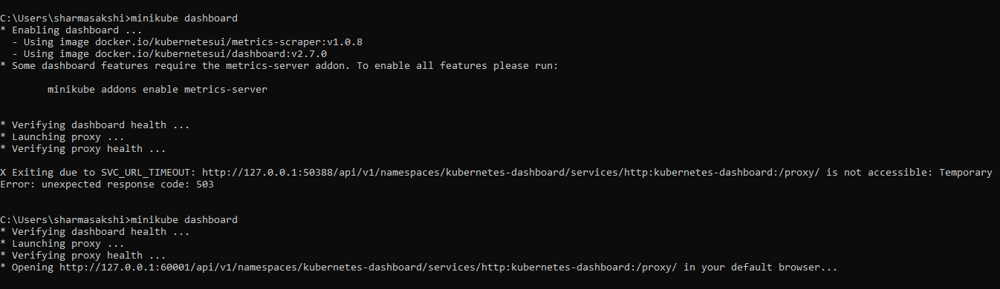 C:\Users\sharmasakshi>minikube dashboard
* Enabling dashboard ...
  - Using image docker.io/kubernetesui/metrics-scraper:v1.0.8
  - Using image docker.io/kubernetesui/dashboard:v2.7.0
* Some dashboard features require the metrics-server addon. To enable all features please run:
        minikube addons enable metrics-server
* Verifying dashboard health ...
* Launching proxy ...
* Verifying proxy health ...
X Exiting due to SVC_URL_TIMEOUT: http://127.0.0.1:50388/api/v1/namespaces/kubernetes-dashboard/services/http:kubernetes-dashboard:/proxy/ is not accessible: Temporary
Error: unexpected response code: 503
C:\Users\sharmasakshi>minikube dashboard
* Verifying dashboard health ...
* Launching proxy ...
* Verifying proxy health ...
* Opening http://127.0.0.1:60001/api/v1/namespaces/kubernetes-dashboard/services/http:kubernetes-dashboard:/proxy/ in your default browser...